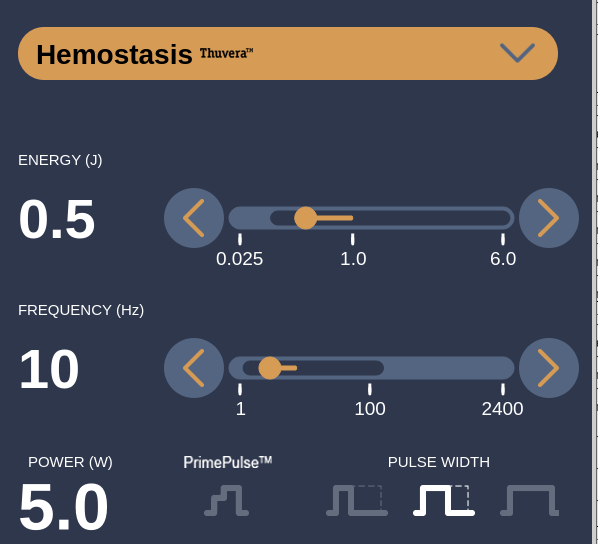 Hemostasis Thuvera™
ENERGY (J)
0.5
0.025 1.0 6.0
FREQUENCY (Hz)
10
1 100 2400
POWER (W) PrimePulse™ PULSE WIDTH
5.0